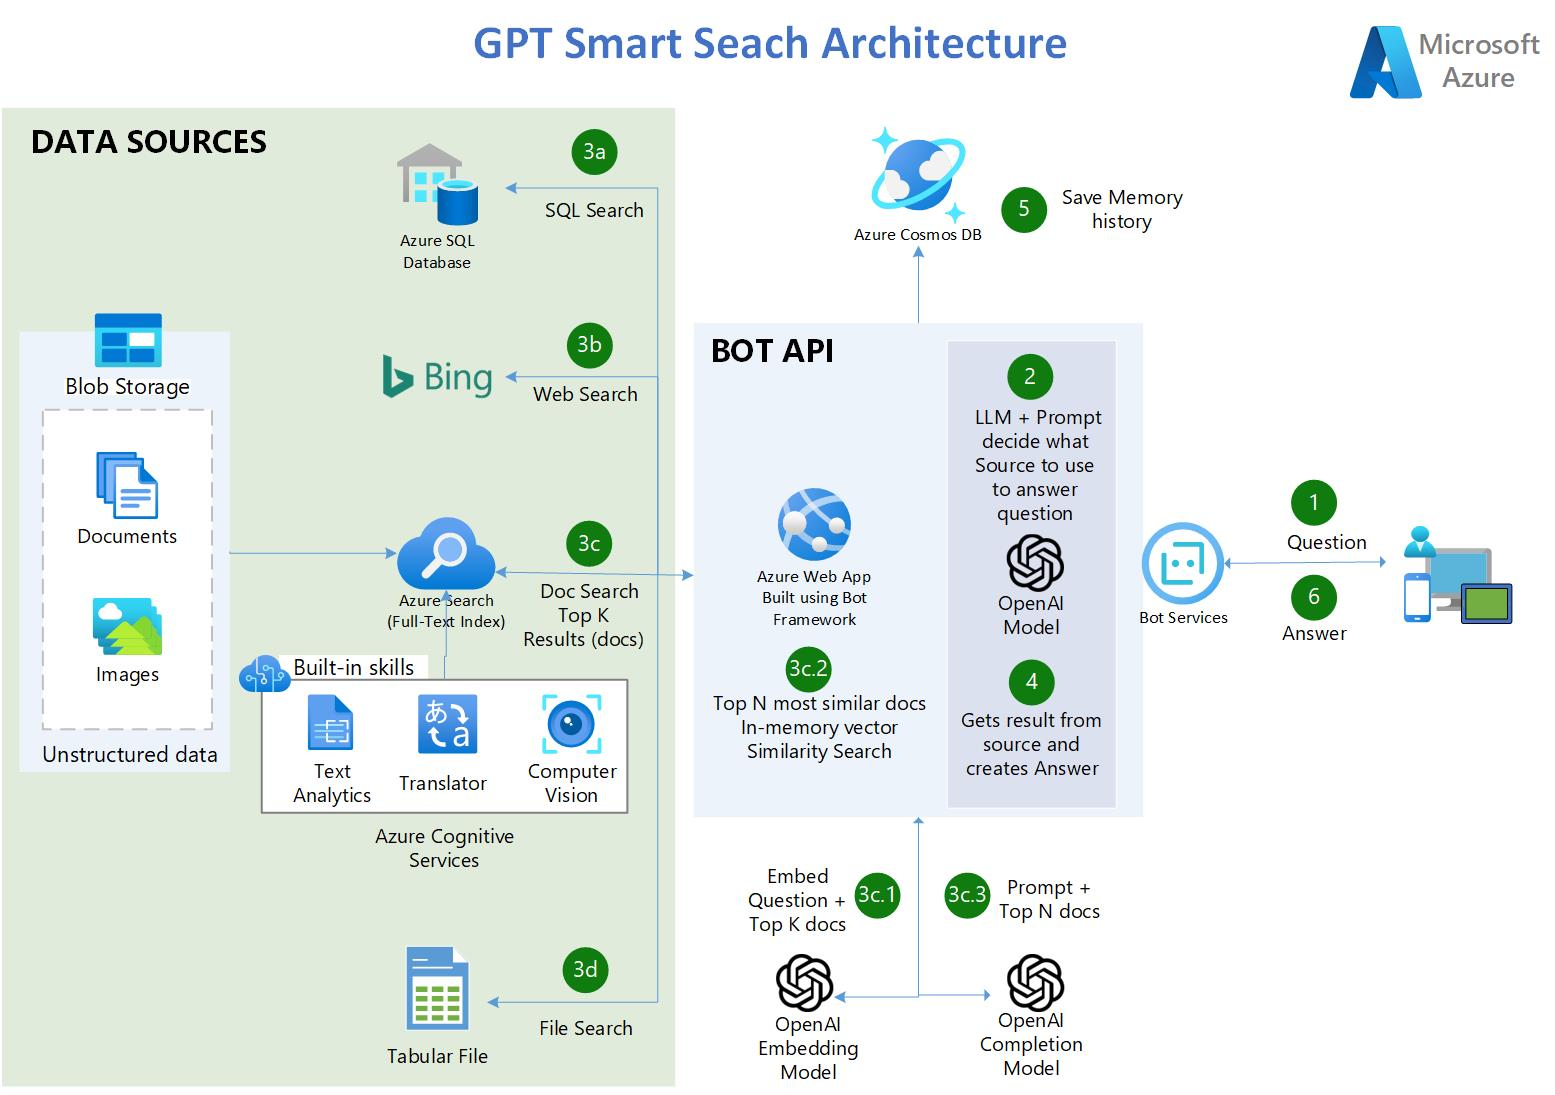 GPT Smart Seach Architecture
Microsoft
Azure
DATA SOURCES
3a
SQL Search
Azure SQL
Database
3b
Bing
Web Search
Blob Storage
Documents
Images
Unstructured data
Azure Search
(Full-Text Index)
3c
Doc Search
Top K
Results (docs)
Built-in skills
Text
Analytics
Translator
Computer
Vision
Azure Cognitive
Services
3d
File Search
Tabular File
Azure Cosmos DB
5
Save Memory
history
BOT API
Azure Web App
Built using Bot
Framework
3c.2
Top N most similar docs
In-memory vector
Similarity Search
2
LLM + Prompt
decide what
Source to use
to answer
question
OpenAI
Model
4
Gets result from
source and
creates Answer
Bot Services
1
Question
6
Answer
Embed
Question +
Top K docs
3c.1
3c.3
Prompt +
Top N docs
OpenAI
Embedding
Model
OpenAI
Completion
Model
あ
a